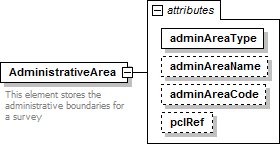 attributes
adminAreaType
adminAreaName
AdministrativeArea
This element stores the
administrative boundaries for
a survey
adminAreaCode
pclRef